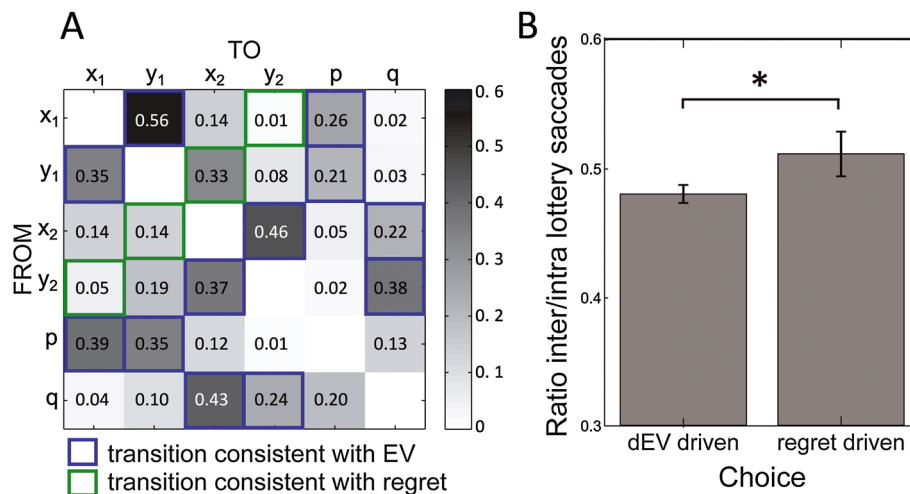 A
TO
x₁ y₁ x₂ y₂ p q
FROM
x₁ 0.56 0.14 0.01 0.26 0.02
y₁ 0.35 0.33 0.08 0.21 0.03
x₂ 0.14 0.14 0.46 0.05 0.22
y₂ 0.05 0.19 0.37 0.02 0.38
p 0.39 0.35 0.12 0.01 0.13
q 0.04 0.10 0.43 0.24 0.20
0.6
0.5
0.4
0.3
0.2
0.1
0
transition consistent with EV
transition consistent with regret
B
Ratio inter/intra lottery saccades
0.6
0.5
0.4
0.3
*
dEV driven regret driven
Choice